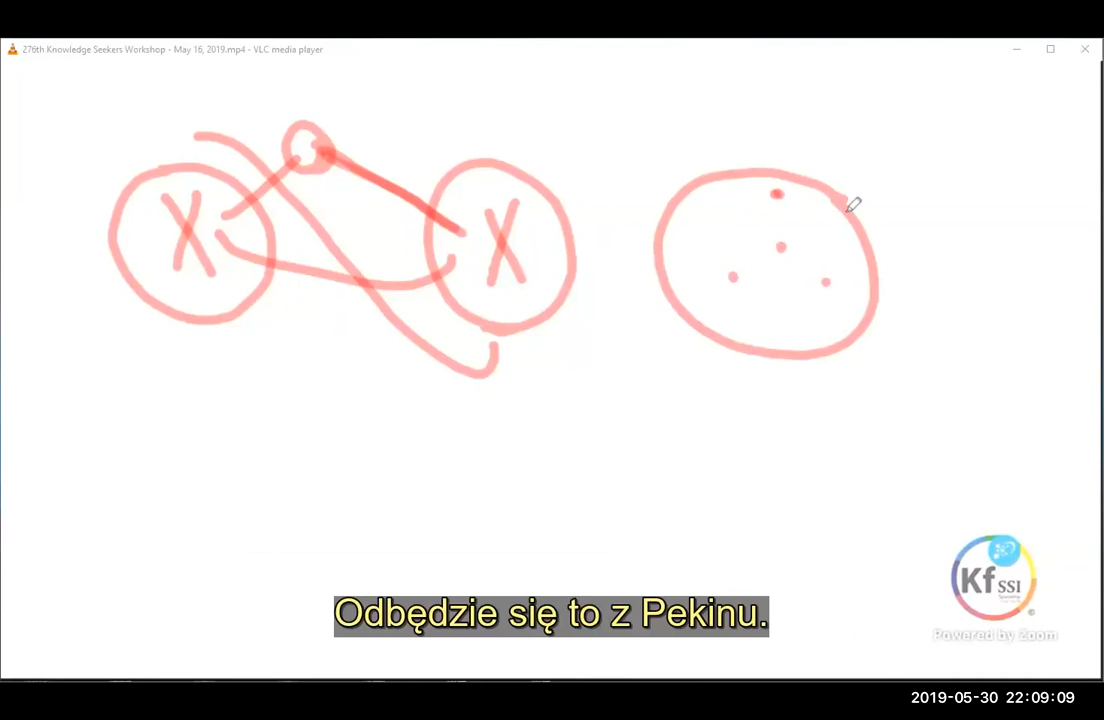 276th Knowledge Seekers Workshop - May 16, 2019.mp4 - VLC media player
X X
Kf SSI
Powered by Zoom
Odbędzie się to z Pekinu.
2019-05-30 22:09:09